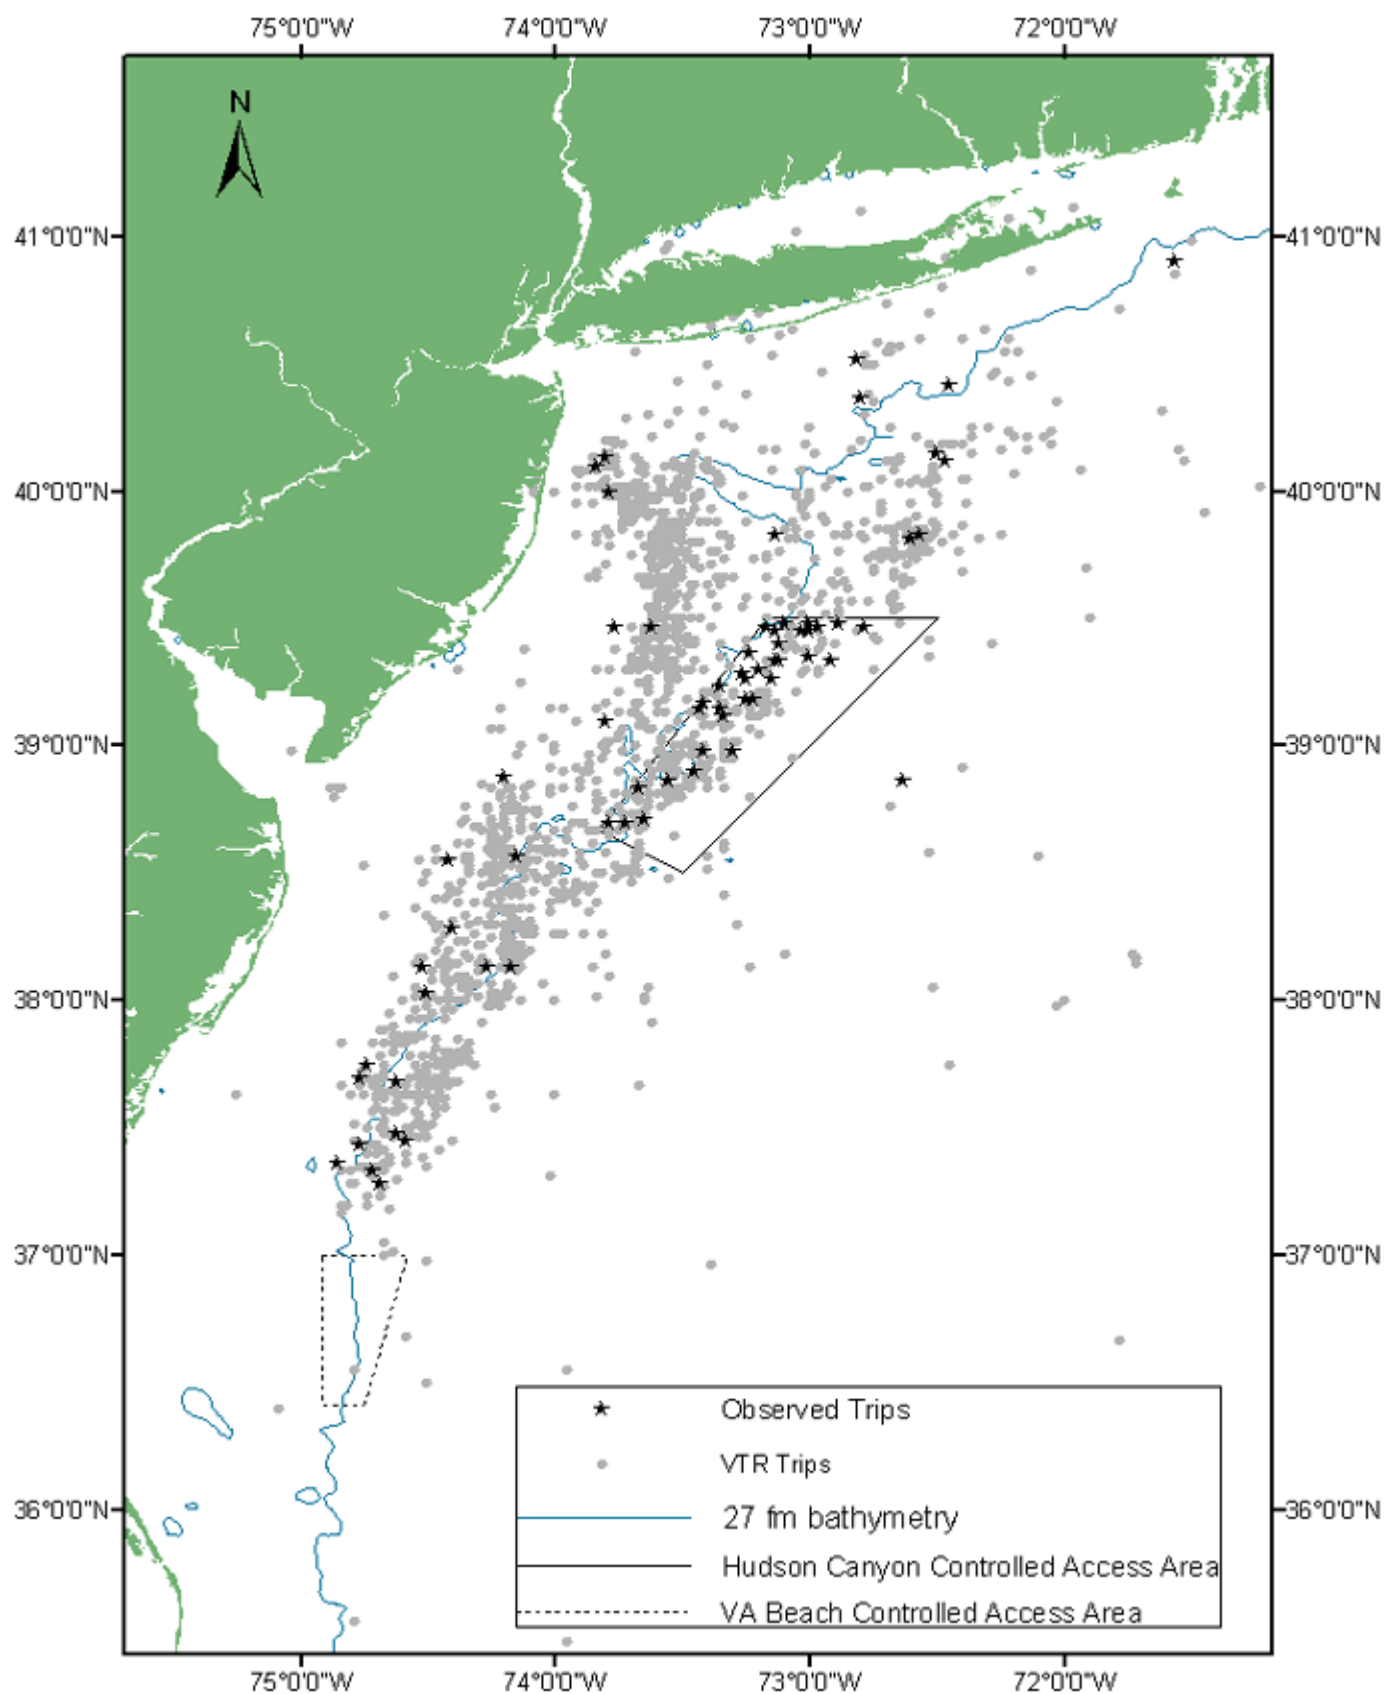 75°0'0"W 74°0'0"W 73°0'0"W 72°0'0"W
N
41°0'0"N 41°0'0"N
40°0'0"N 40°0'0"N
39°0'0"N 39°0'0"N
38°0'0"N 38°0'0"N
37°0'0"N 37°0'0"N
Observed Trips
VTR Trips
36°0'0"N 36°0'0"N
27 fm bathymetry
Hudson Canyon Controlled Access Area
VA Beach Controlled Access Area
75°0'0"W 74°0'0"W 73°0'0"W 72°0'0"W